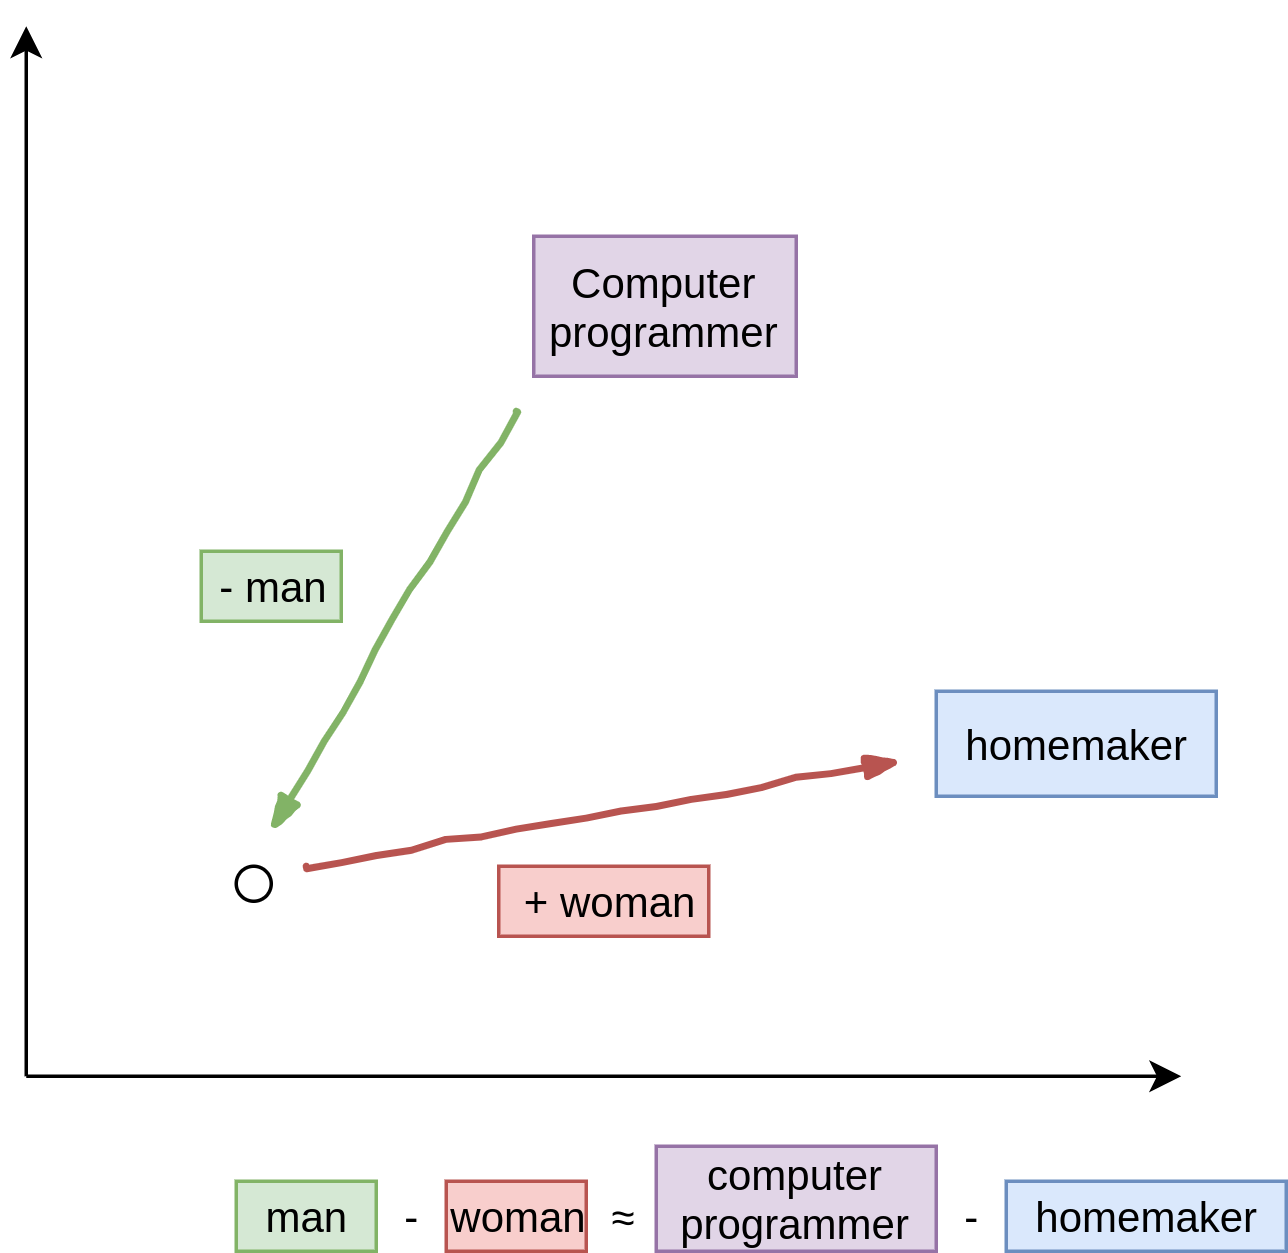 Computer
programmer
- man
homemaker
+ woman
man - woman ≈ computer programmer - homemaker